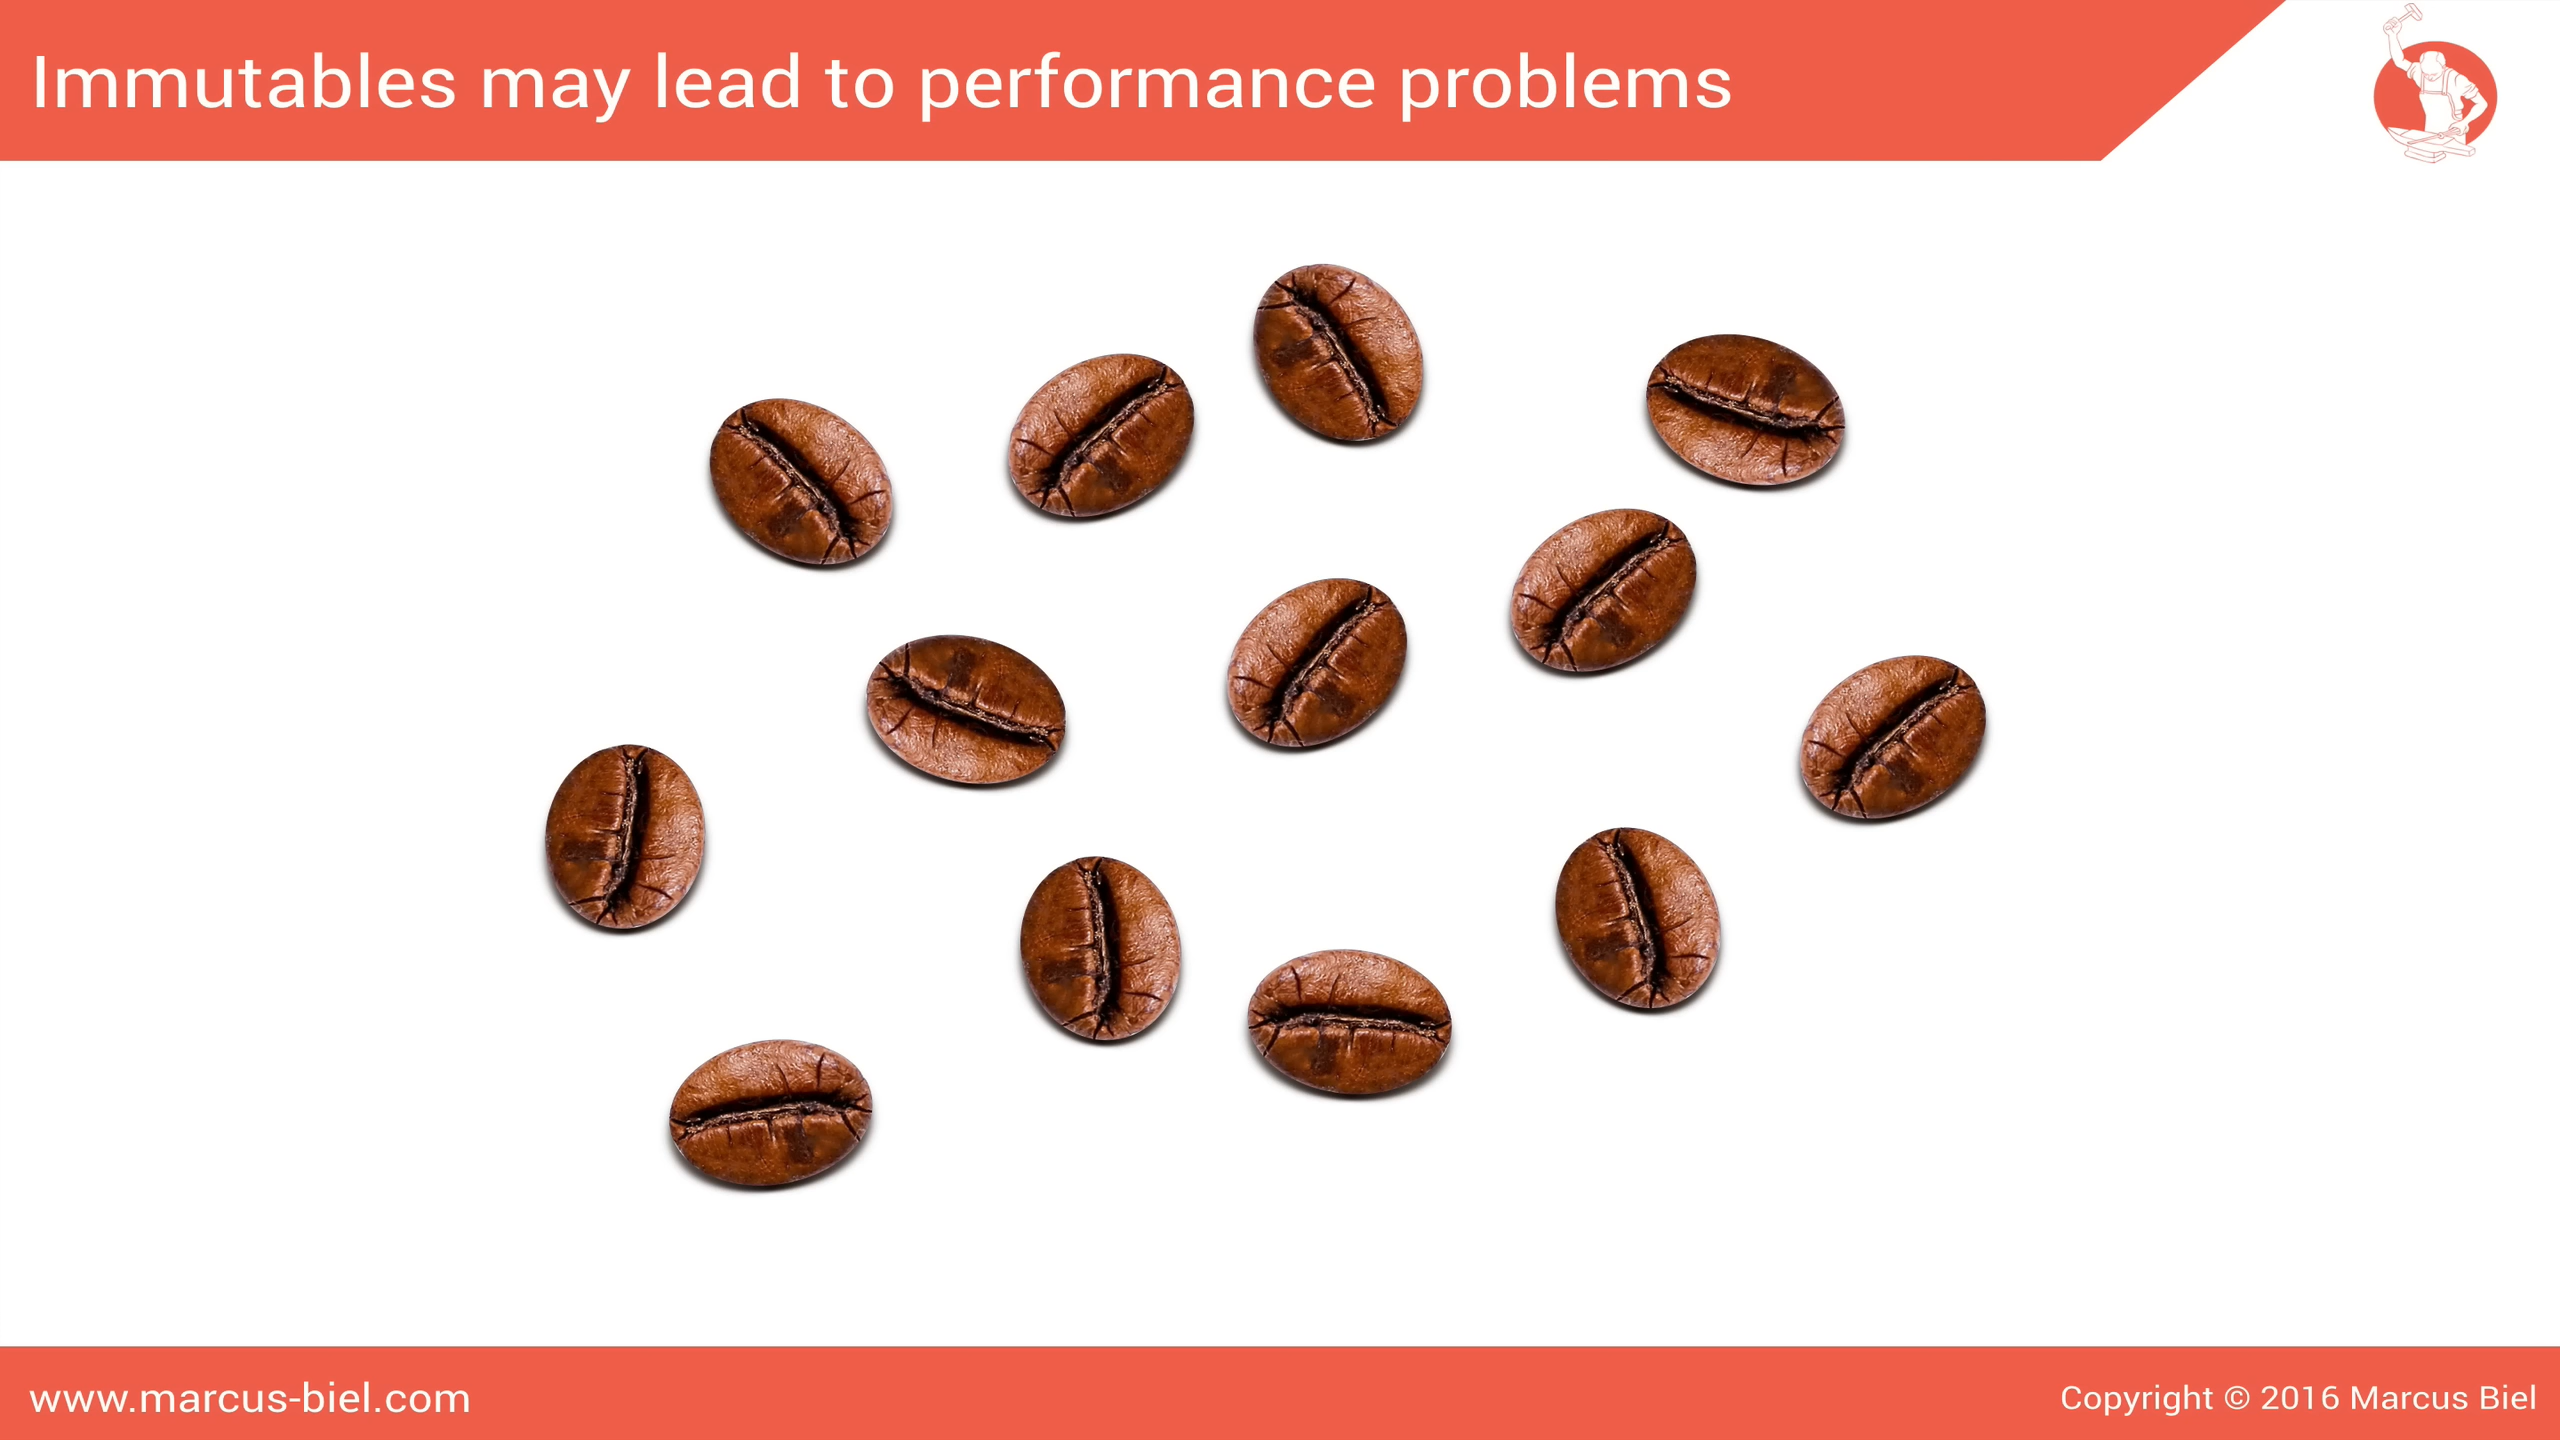 Immutables may lead to performance problems
www.marcus-biel.com
Copyright © 2016 Marcus Biel